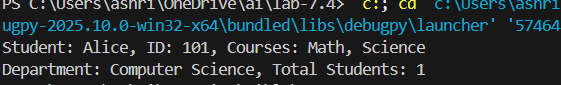 PS C:\Users\ashri\OneDrive\ai\lab-7.4>  c:; cd 'c:\Users\ashri
ugpy-2025.10.0-win32-x64\bundled\libs\debugpy\launcher' '57464
Student: Alice, ID: 101, Courses: Math, Science
Department: Computer Science, Total Students: 1